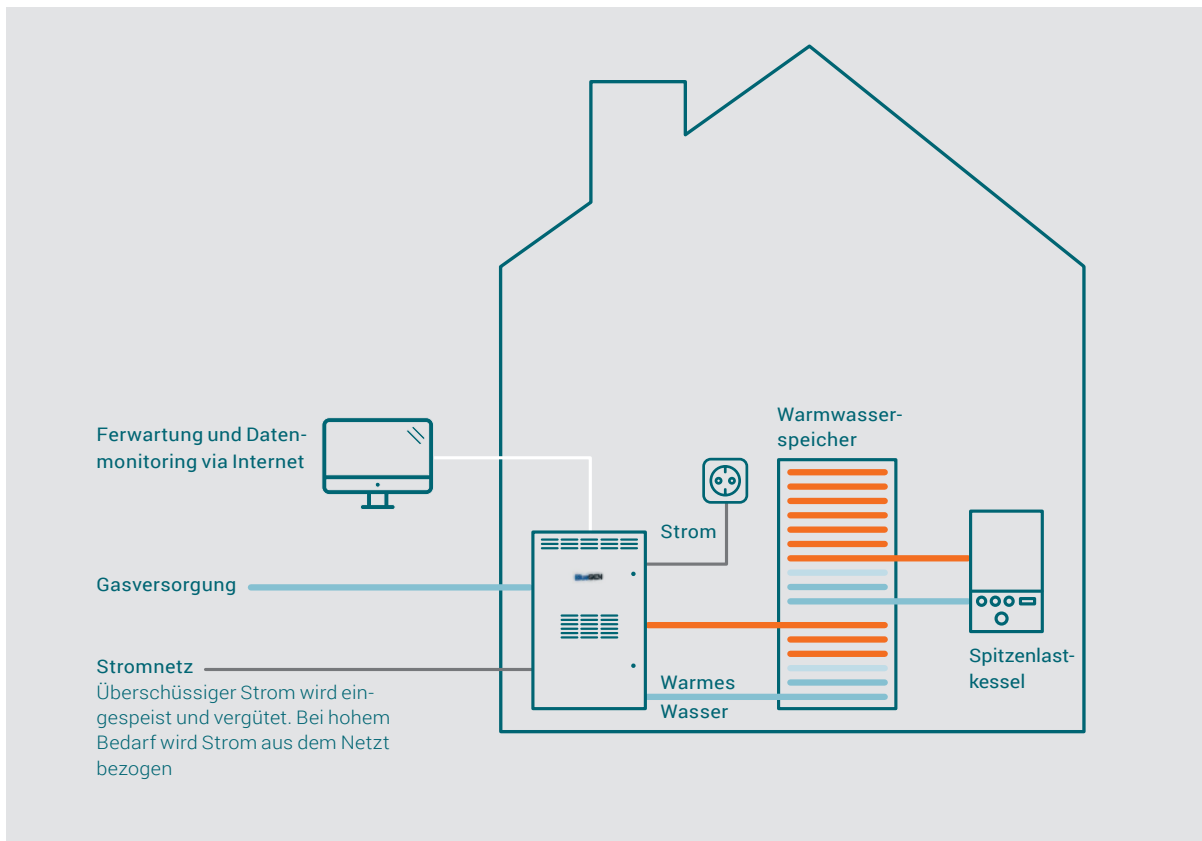 Warmwasser-
speicher
Ferwartung und Daten-
monitoring via Internet
Strom
BlueGEN
Gasversorgung
Stromnetz
Überschüssiger Strom wird ein-
gespeist und vergütet. Bei hohem
Bedarf wird Strom aus dem Netzt
bezogen
Warmes
Wasser
Spitzenlast-
kessel